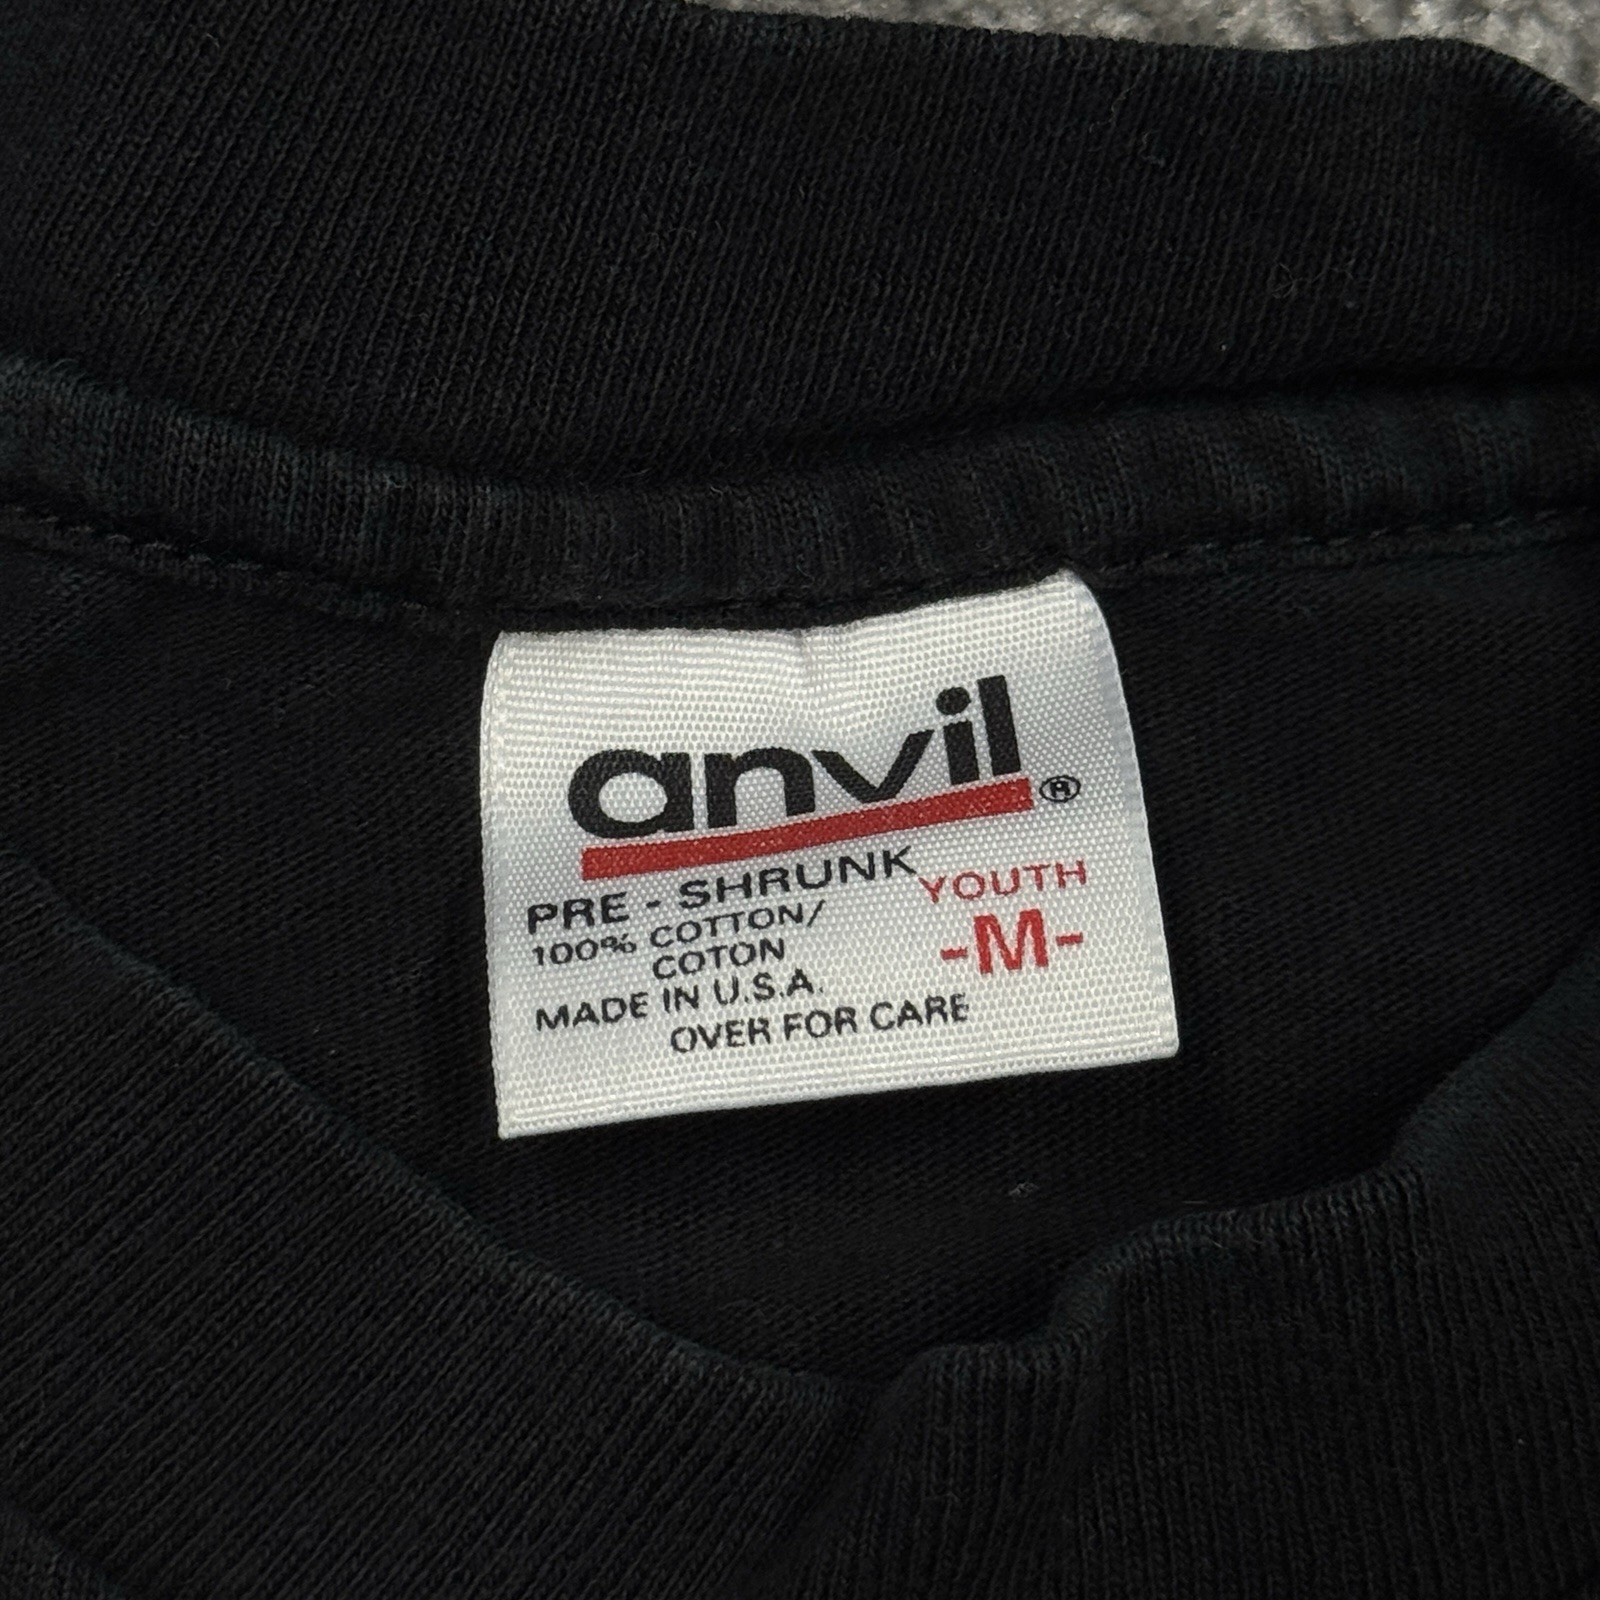 anvil®
PRE - SHRUNK
YOUTH
100% COTTON/
COTON
-M-
MADE IN U.S.A.
OVER FOR CARE